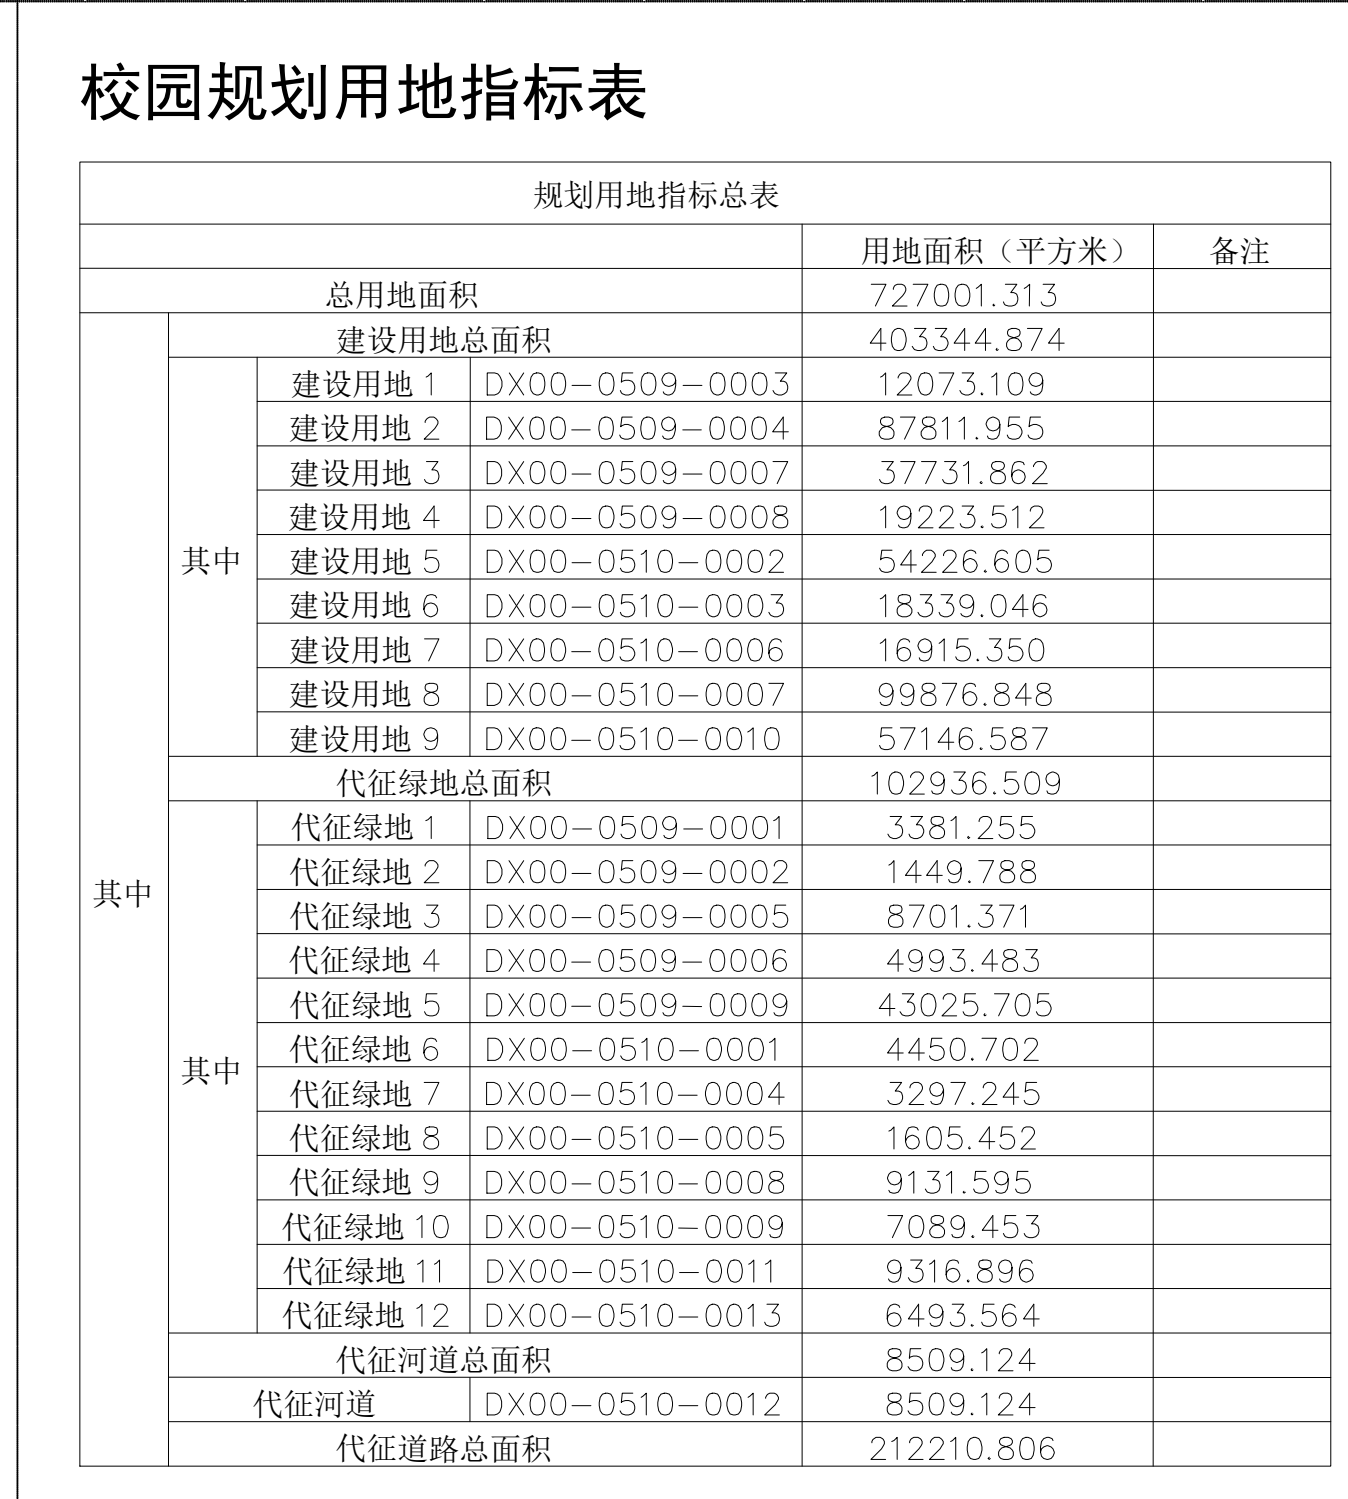 校园规划用地指标表
规划用地指标总表
用地面积（平方米） 备注
总用地面积 727001.313
建设用地总面积 403344.874
建设用地 1 DX00-0509-0003 12073.109
建设用地 2 DX00-0509-0004 87811.955
建设用地 3 DX00-0509-0007 37731.862
建设用地 4 DX00-0509-0008 19223.512
其中 建设用地 5 DX00-0510-0002 54226.605
建设用地 6 DX00-0510-0003 18339.046
建设用地 7 DX00-0510-0006 16915.350
建设用地 8 DX00-0510-0007 99876.848
建设用地 9 DX00-0510-0010 57146.587
代征绿地总面积 102936.509
代征绿地 1 DX00-0509-0001 3381.255
代征绿地 2 DX00-0509-0002 1449.788
其中 代征绿地 3 DX00-0509-0005 8701.371
代征绿地 4 DX00-0509-0006 4993.483
代征绿地 5 DX00-0509-0009 43025.705
代征绿地 6 DX00-0510-0001 4450.702
其中 代征绿地 7 DX00-0510-0004 3297.245
代征绿地 8 DX00-0510-0005 1605.452
代征绿地 9 DX00-0510-0008 9131.595
代征绿地 10 DX00-0510-0009 7089.453
代征绿地 11 DX00-0510-0011 9316.896
代征绿地 12 DX00-0510-0013 6493.564
代征河道总面积 8509.124
代征河道 DX00-0510-0012 8509.124
代征道路总面积 212210.806